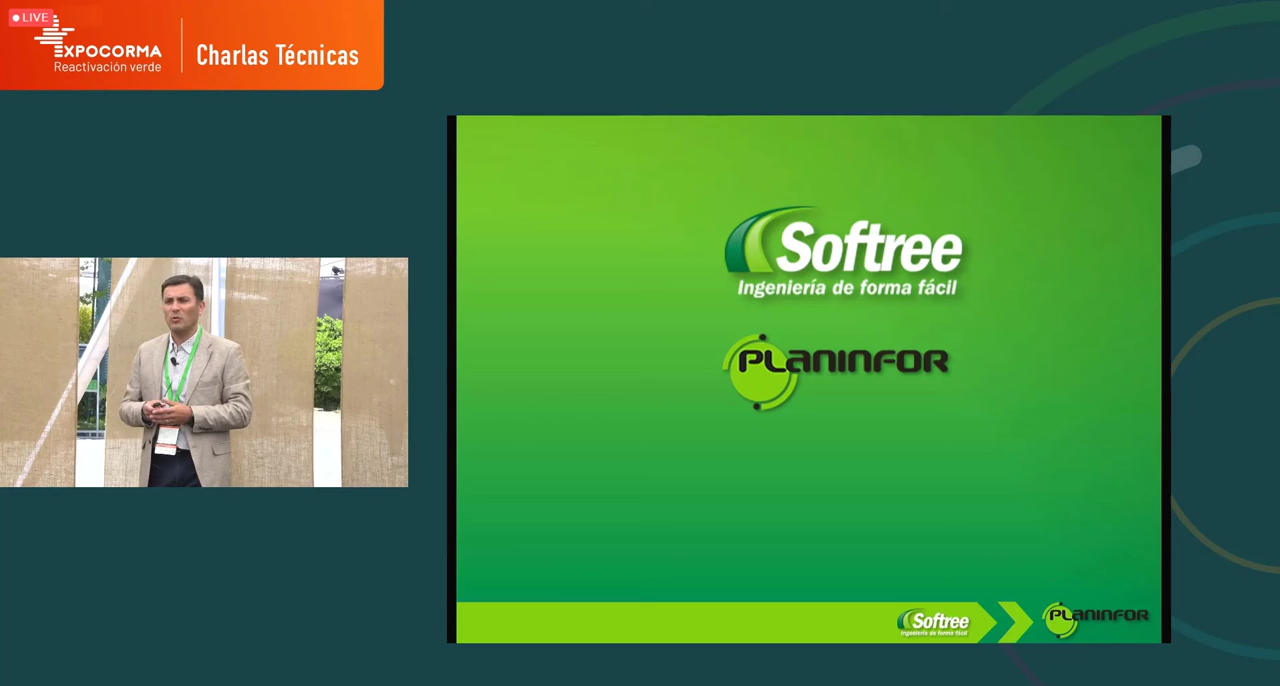 LIVE
EXPOCORMA
Reactivación verde
Charlas Técnicas
Softree
Ingeniería de forma fácil
PLANINFOR
Softree
Ingeniería de forma fácil
PLANINFOR